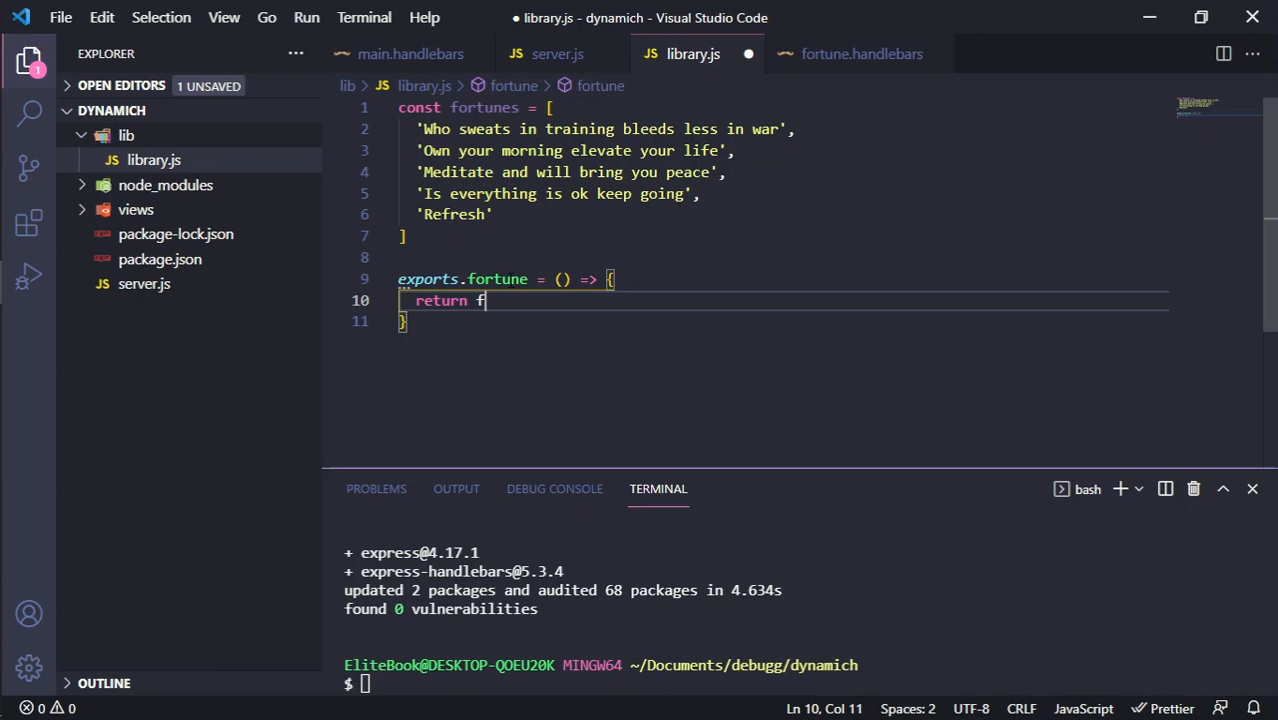 File Edit Selection View Go Run Terminal Help ● library.js - dynamich - Visual Studio Code
EXPLORER ··· main.handlebars JS server.js JS library.js ● fortune.handlebars ···
OPEN EDITORS 1 UNSAVED
lib > JS library.js > fortune > fortune
DYNAMICH
lib
JS library.js
node_modules
views
package-lock.json
package.json
JS server.js
1 const fortunes = [
2 'Who sweats in training bleeds less in war',
3 'Own your morning elevate your life',
4 'Meditate and will bring you peace',
5 'Is everything is ok keep going',
6 'Refresh'
7 ]
8
9 exports.fortune = () => {
10 return f
11 }
1
PROBLEMS OUTPUT DEBUG CONSOLE TERMINAL bash
+ express@4.17.1
+ express-handlebars@5.3.4
updated 2 packages and audited 68 packages in 4.634s
found 0 vulnerabilities
EliteBook@DESKTOP-QOEU20K MINGW64 ~/Documents/debugg/dynamich
$
OUTLINE
0 0 Ln 10, Col 11 Spaces: 2 UTF-8 CRLF JavaScript Prettier